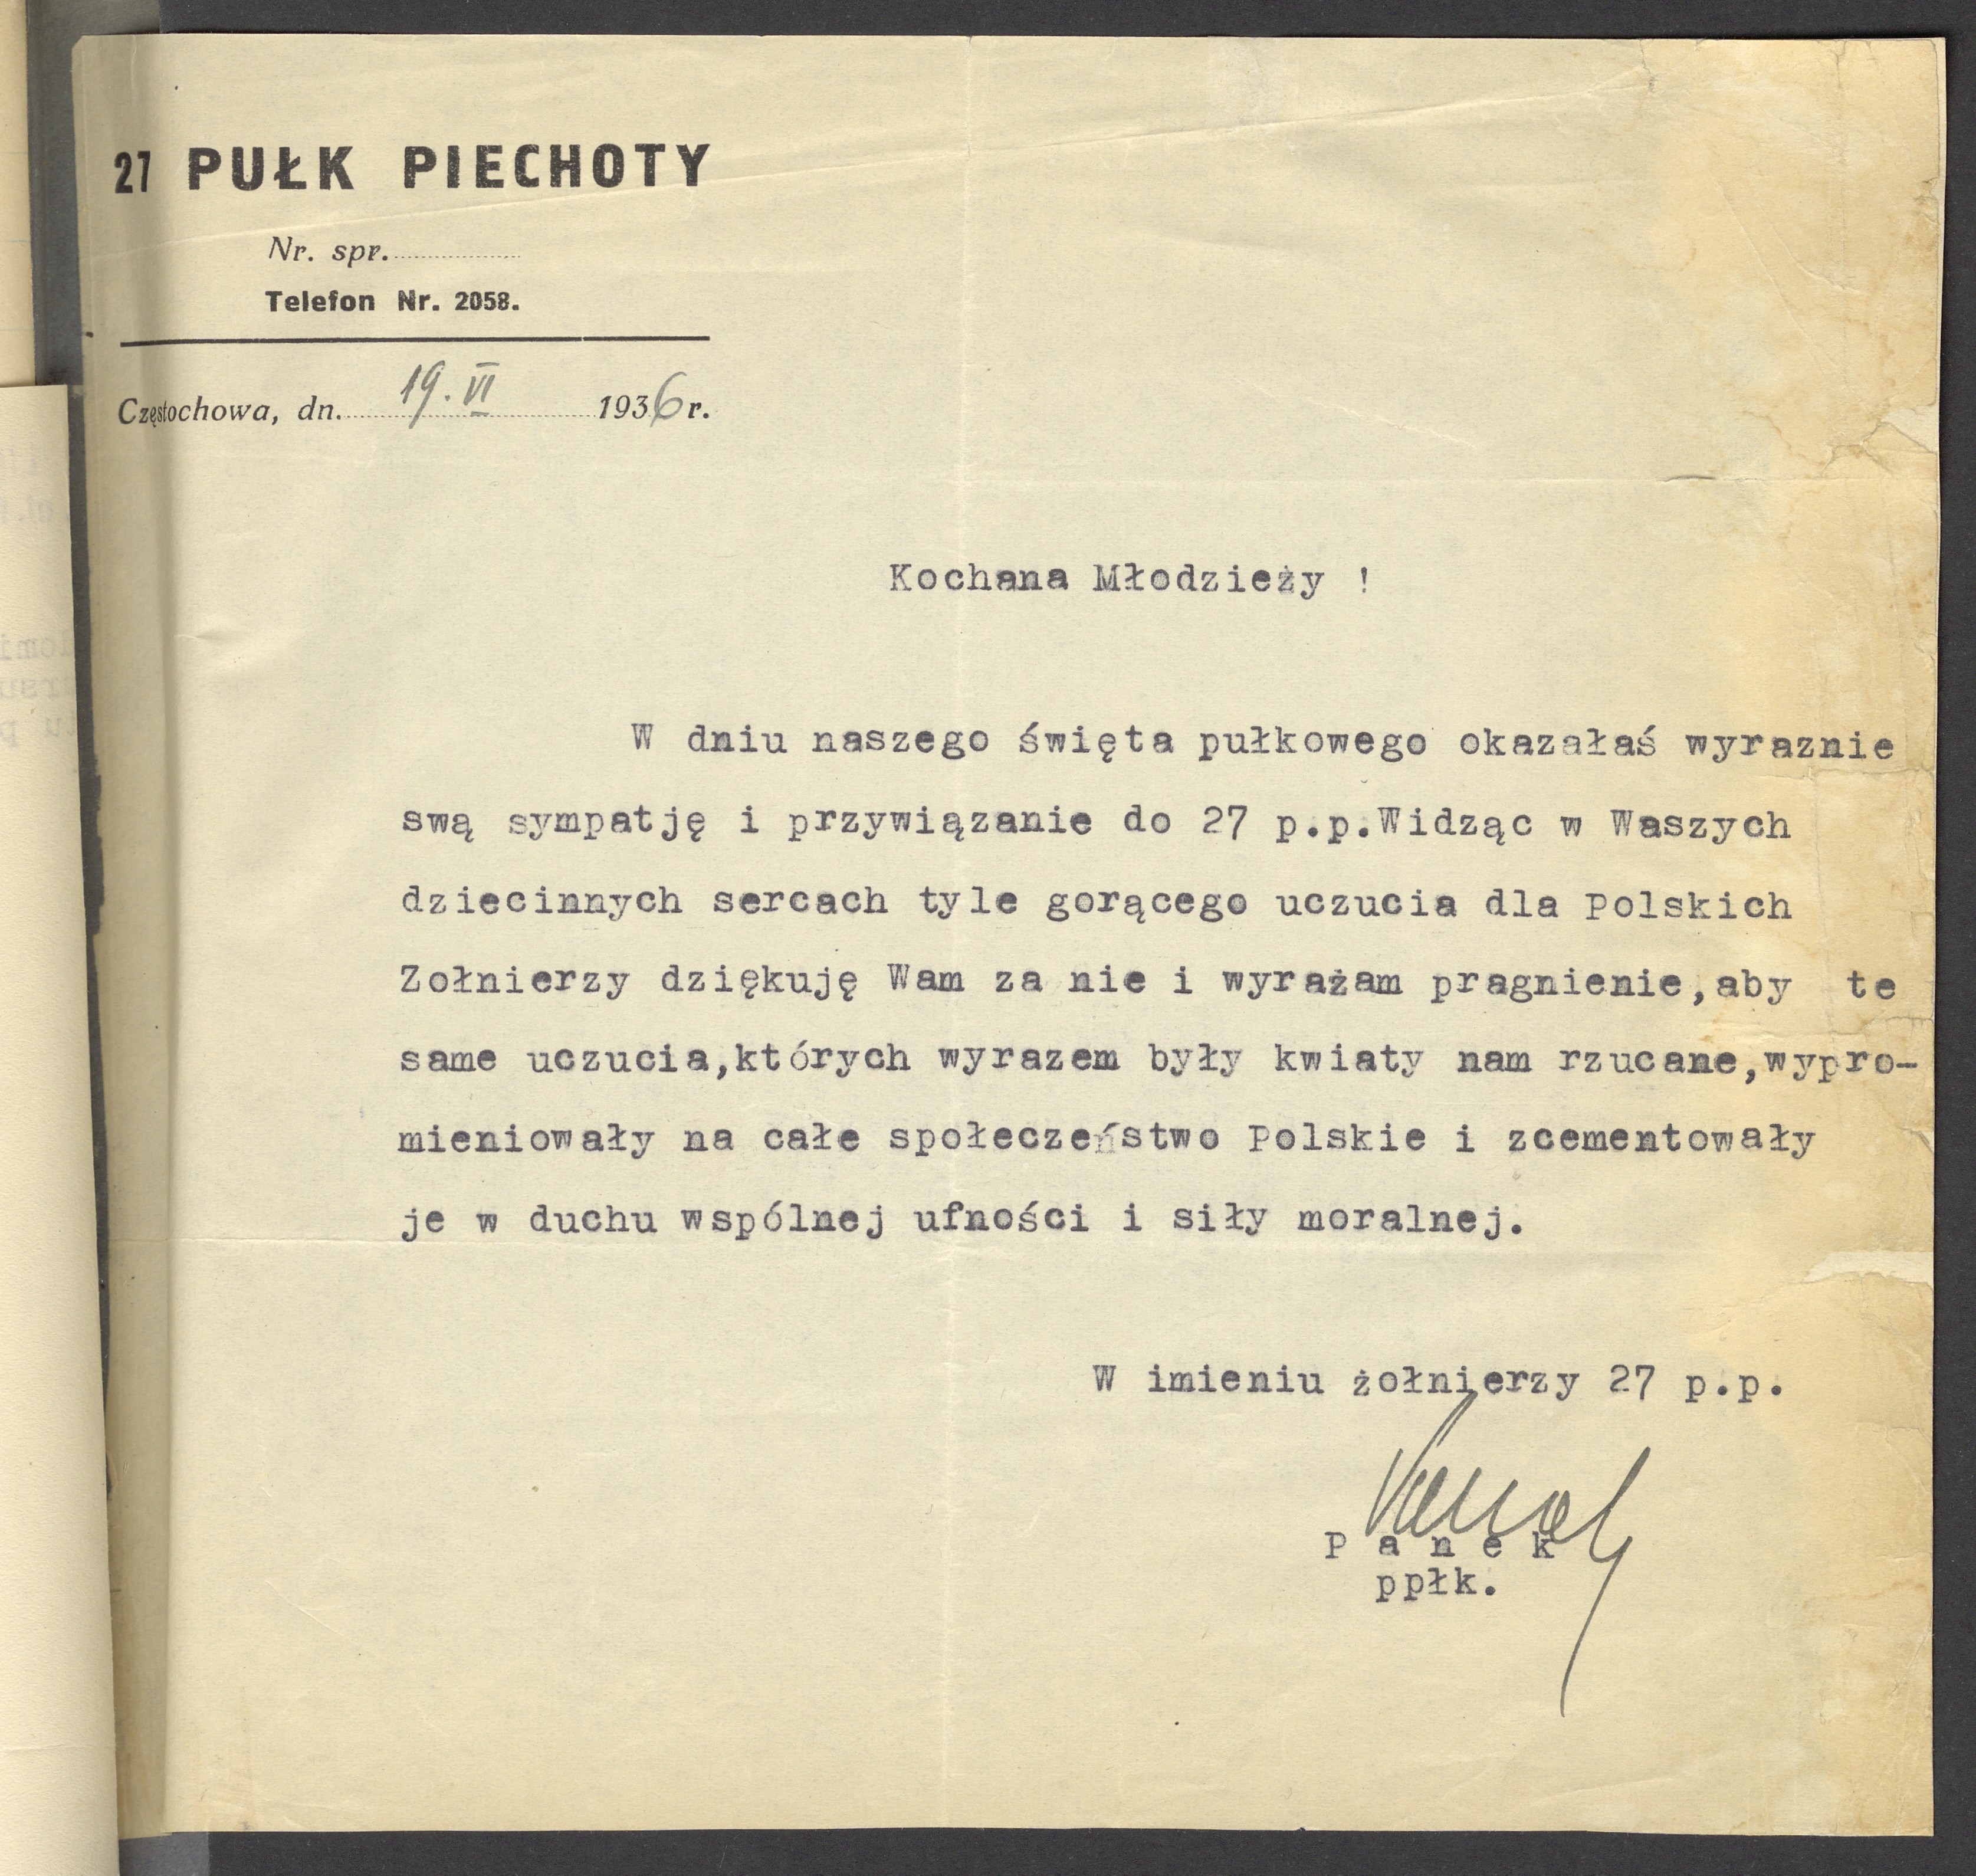 27 PUŁK PIECHOTY
Nr. spr.
Telefon Nr. 2058.
Częstochowa, dn. 19. VI 1936 r.
Kochana Młodzieży !
W dniu naszego święta pułkowego okazałaś wyraznie
swą sympatję i przywiązanie do 27 p.p.Widząc w Waszych
dziecinnych sercach tyle gorącego uczucia dla Polskich
Zołnierzy dziękuję Wam za nie i wyrażam pragnienie,aby te
same uczucia,których wyrazem były kwiaty nam rzucane,wypro-
mieniowały na całe społeczeństwo Polskie i zcementowały
je w duchu wspólnej ufności i siły moralnej.
W imieniu żołnierzy 27 p.p.
Panek
P a n e k
ppłk.